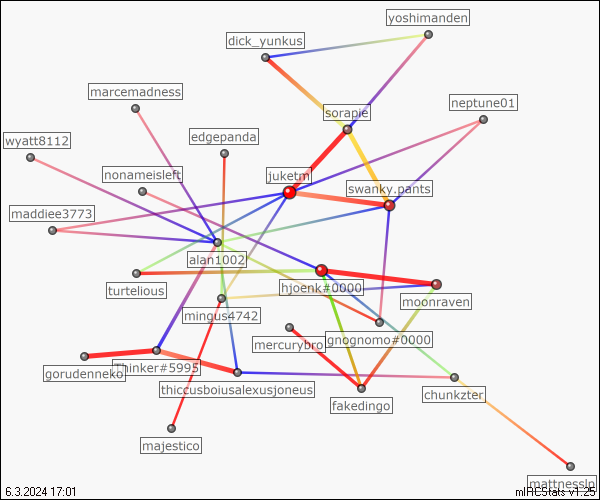 yoshimanden
dick_yunkus
marcemadness
neptune01
sorapie
edgepanda
wyatt8112
nonameisleft
juketm
swanky.pants
maddiee3773
alan1002
turtelious
hjoenk#0000
moonraven
mingus4742
mercurybro
gnognomo#0000
gorudenneko
Thinker#5995
thiccusboiusalexusjoneus
fakedingo
chunkzter
majestico
mattnesslp
6.3.2024 17:01
mIRCStats v1.25